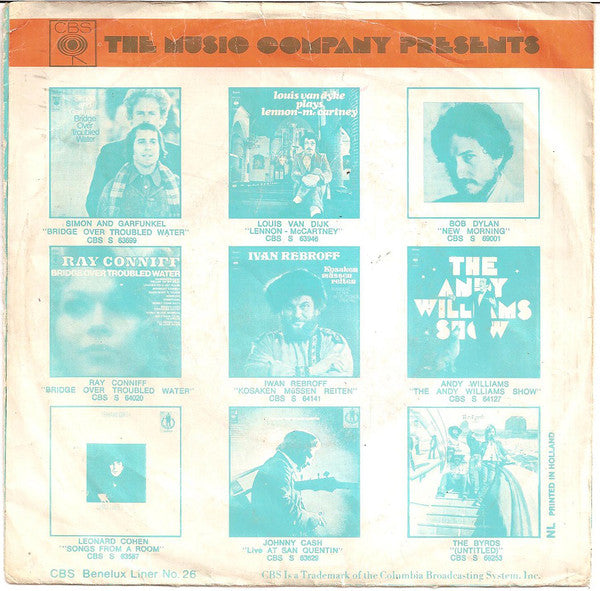 CBS
THE MUSIC COMPANY PRESENTS
Bridge
Over
Troubled
Water
SIMON AND GARFUNKEL
"BRIDGE OVER TROUBLED WATER"
CBS S 63699
louis van dyke
plays
lennon-mccartney
LOUIS VAN DIJK
"LENNON - McCARTNEY"
CBS S 63946
BOB DYLAN
"NEW MORNING"
CBS S 69001
RAY CONNIFF
BRIDGE OVER TROUBLED WATER
RAY CONNIFF
"BRIDGE OVER TROUBLED WATER"
CBS S 64020
IVAN REBROFF
Kosaken
müssen
reiten
IWAN REBROFF
"KOSAKEN MüSSEN REITEN"
CBS S 64141
THE
ANDY
WILLIAMS
SHOW
ANDY WILLIAMS
"THE ANDY WILLIAMS SHOW"
CBS S 64127
LEONARD COHEN
"SONGS FROM A ROOM"
CBS S 63587
JOHNNY CASH
"Live AT SAN QUENTIN"
CBS S 63629
THE BYRDS
"(UNTITLED)"
CBS S 66253
NL PRINTED IN HOLLAND
CBS Benelux Liner No. 26
CBS Is a Trademark of the Columbia Broadcasting System, Inc.